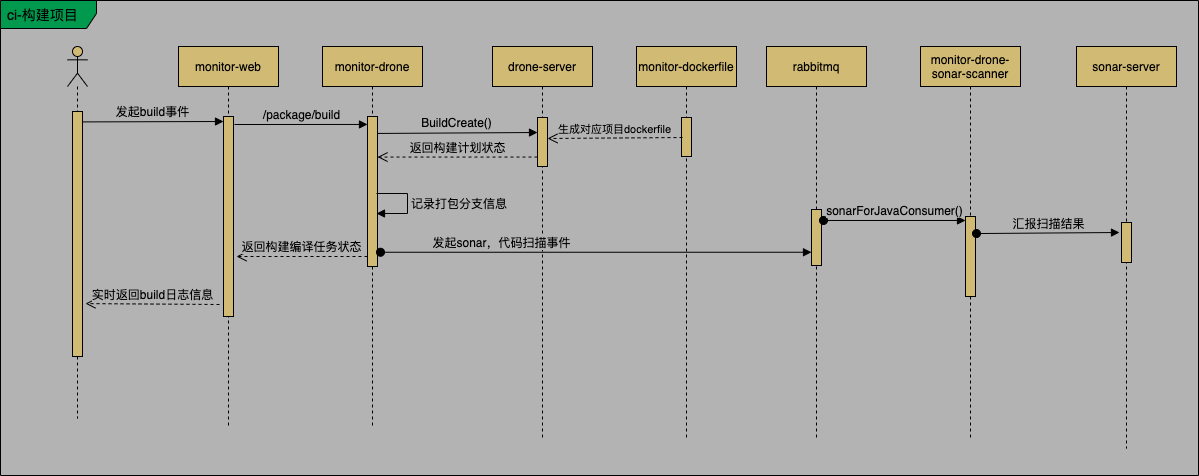 ci-构建项目
monitor-web
monitor-drone
drone-server
monitor-dockerfile
rabbitmq
monitor-drone-
sonar-scanner
sonar-server
发起build事件
/package/build
BuildCreate()
生成对应项目dockerfile
返回构建计划状态
记录打包分支信息
sonarForJavaConsumer()
汇报扫描结果
返回构建编译任务状态
发起sonar，代码扫描事件
实时返回build日志信息